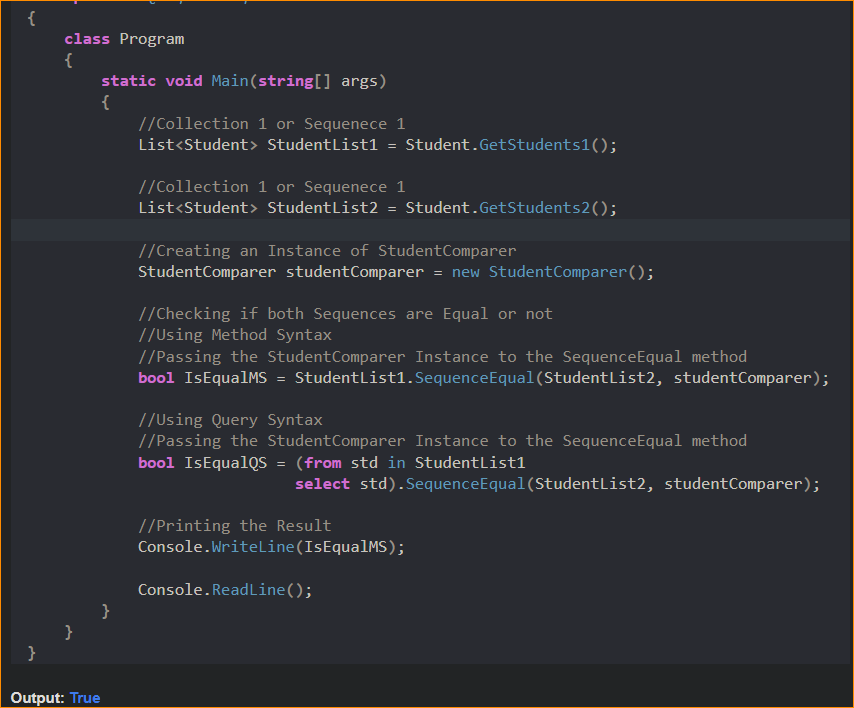 {
class Program
{
static void Main(string[] args)
{
//Collection 1 or Sequenece 1
List<Student> StudentList1 = Student.GetStudents1();
//Collection 1 or Sequenece 1
List<Student> StudentList2 = Student.GetStudents2();
//Creating an Instance of StudentComparer
StudentComparer studentComparer = new StudentComparer();
//Checking if both Sequences are Equal or not
//Using Method Syntax
//Passing the StudentComparer Instance to the SequenceEqual method
bool IsEqualMS = StudentList1.SequenceEqual(StudentList2, studentComparer);
//Using Query Syntax
//Passing the StudentComparer Instance to the SequenceEqual method
bool IsEqualQS = (from std in StudentList1
select std).SequenceEqual(StudentList2, studentComparer);
//Printing the Result
Console.WriteLine(IsEqualMS);
Console.ReadLine();
}
}
}
Output: True